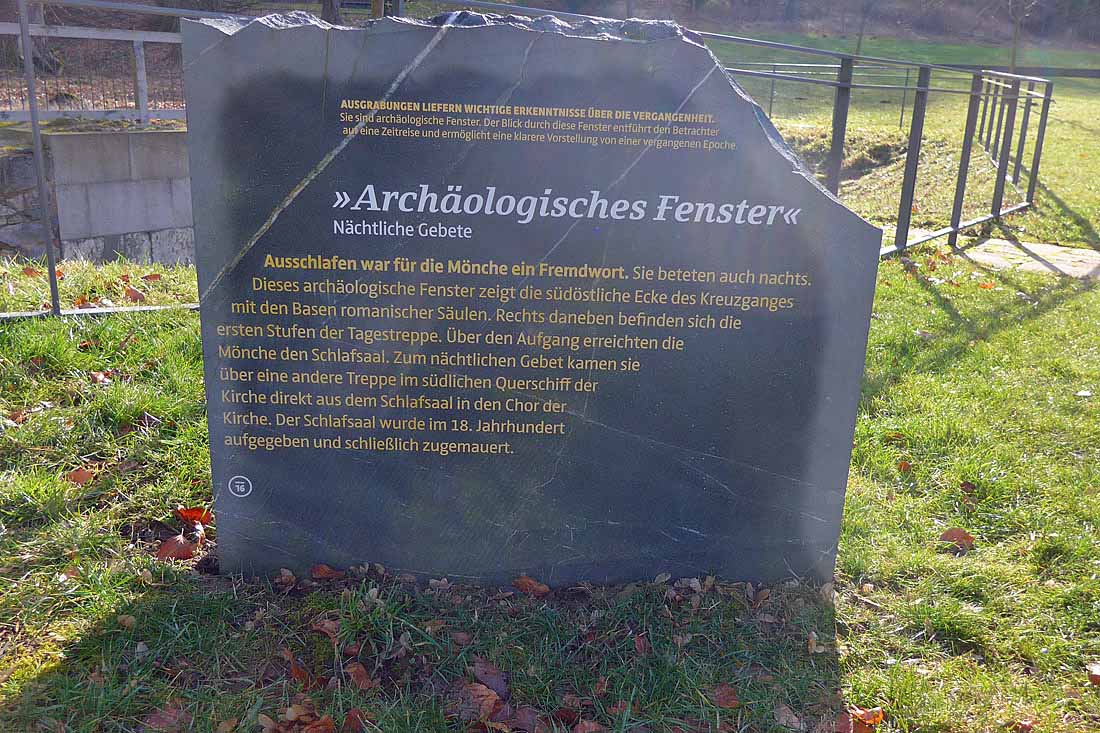 AUSGRABUNGEN LIEFERN WICHTIGE ERKENNTNISSE ÜBER DIE VERGANGENHEIT.
Sie sind archäologische Fenster. Der Blick durch diese Fenster entführt den Betrachter
auf eine Zeitreise und ermöglicht eine klarere Vorstellung von einer vergangenen Epoche.
»Archäologisches Fenster«
Nächtliche Gebete
Ausschlafen war für die Mönche ein Fremdwort. Sie beteten auch nachts.
Dieses archäologische Fenster zeigt die südöstliche Ecke des Kreuzganges
mit den Basen romanischer Säulen. Rechts daneben befinden sich die
ersten Stufen der Tagestreppe. Über den Aufgang erreichten die
Mönche den Schlafsaal. Zum nächtlichen Gebet kamen sie
über eine andere Treppe im südlichen Querschiff der
Kirche direkt aus dem Schlafsaal in den Chor der
Kirche. Der Schlafsaal wurde im 18. Jahrhundert
aufgegeben und schließlich zugemauert.
16